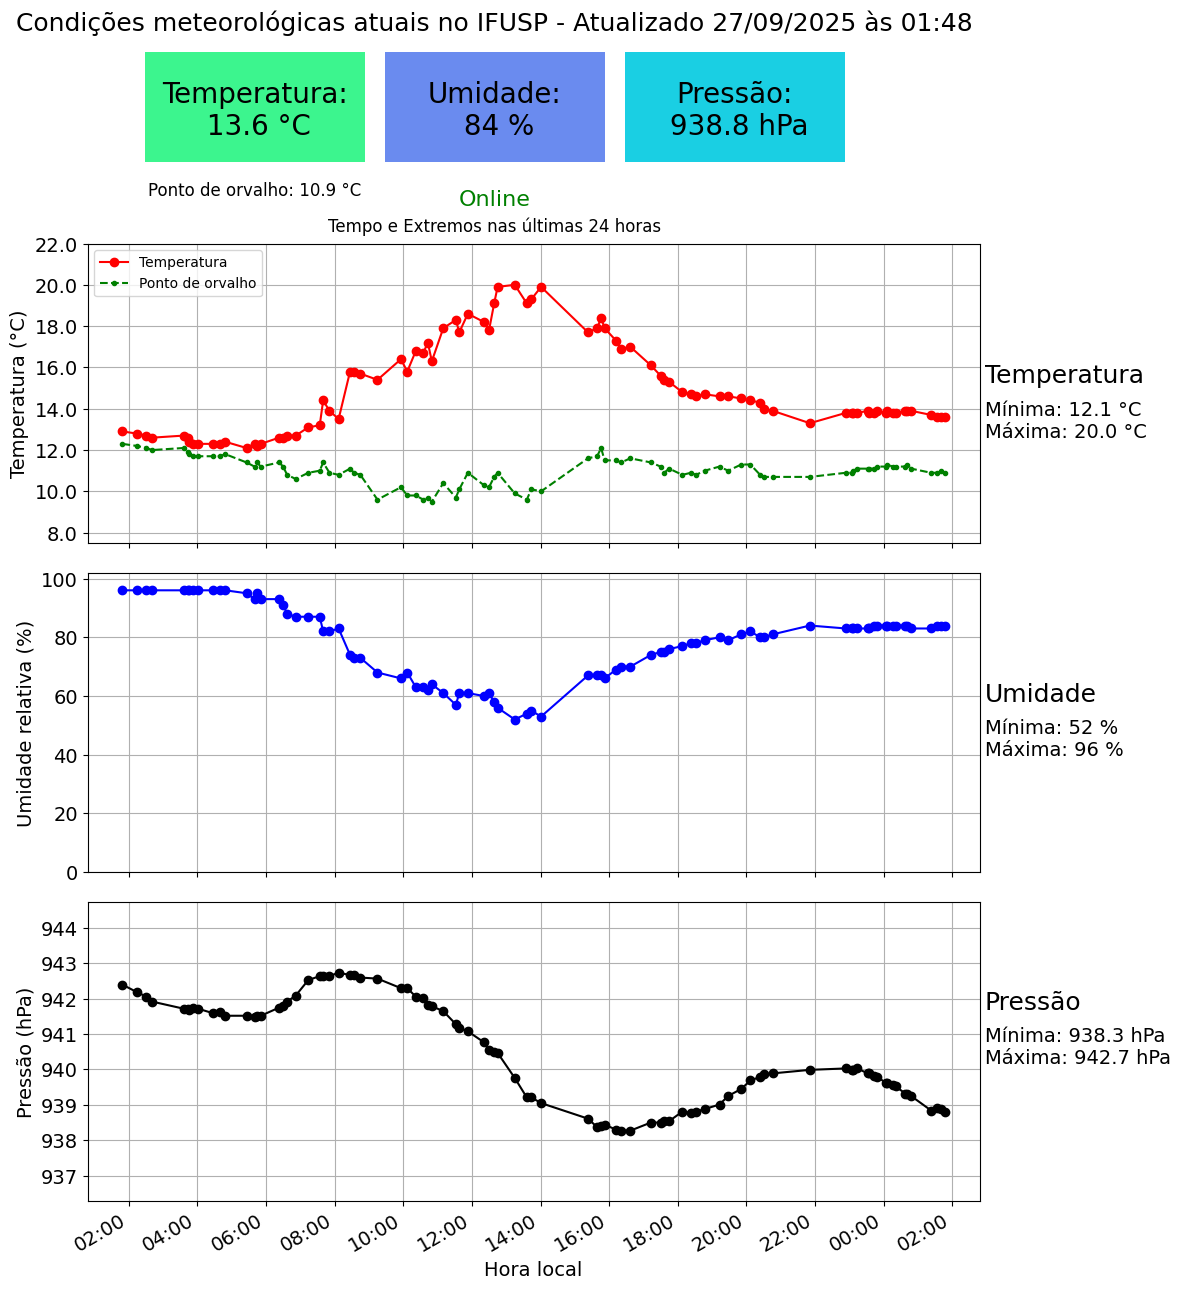 Condições meteorológicas atuais no IFUSP - Atualizado 27/09/2025 às 01:48
Temperatura:
13.6 °C
Umidade:
84 %
Pressão:
938.8 hPa
Ponto de orvalho: 10.9 °C
Online
Tempo e Extremos nas últimas 24 horas
Temperatura
Ponto de orvalho
Temperatura (°C)
22.0
20.0
18.0
16.0
14.0
12.0
10.0
8.0
Temperatura
Mínima: 12.1 °C
Máxima: 20.0 °C
Umidade relativa (%)
100
80
60
40
20
0
Umidade
Mínima: 52 %
Máxima: 96 %
Pressão (hPa)
944
943
942
941
940
939
938
937
Pressão
Mínima: 938.3 hPa
Máxima: 942.7 hPa
02:00 04:00 06:00 08:00 10:00 12:00 14:00 16:00 18:00 20:00 22:00 00:00 02:00
Hora local